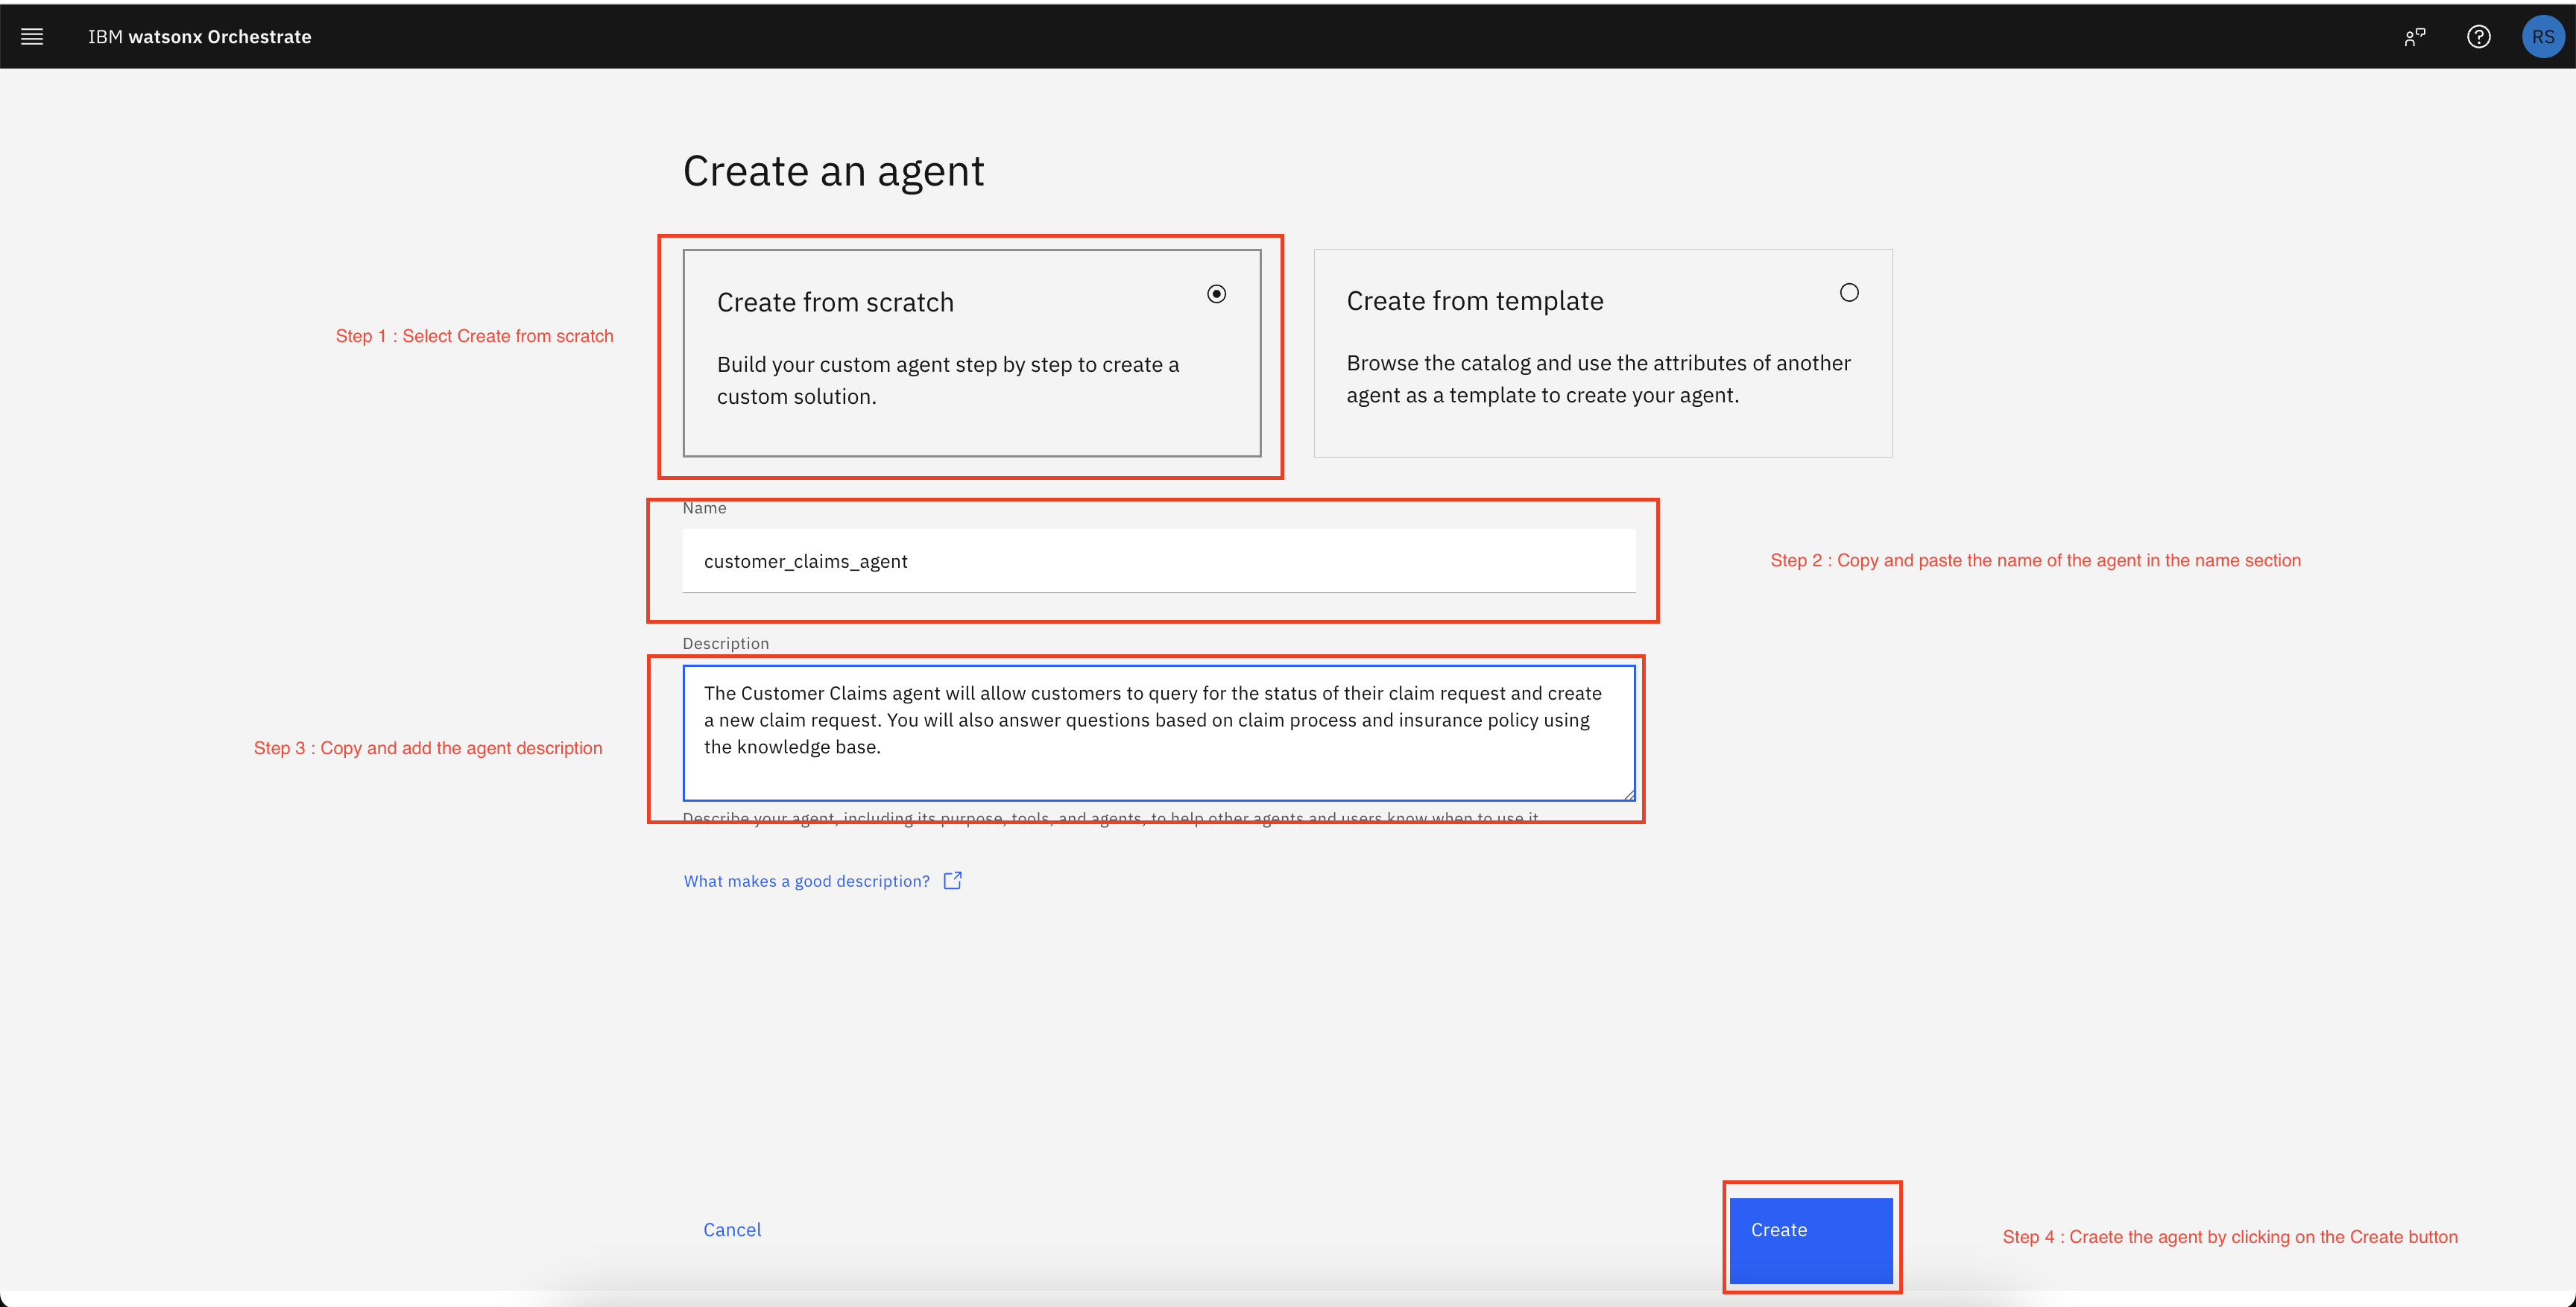 IBM watsonx Orchestrate
RS
Create an agent
Create from scratch
Build your custom agent step by step to create a
custom solution.
Create from template
Browse the catalog and use the attributes of another
agent as a template to create your agent.
Step 1 : Select Create from scratch
Name
customer_claims_agent
Step 2 : Copy and paste the name of the agent in the name section
Description
The Customer Claims agent will allow customers to query for the status of their claim request and create
a new claim request. You will also answer questions based on claim process and insurance policy using
the knowledge base.
Step 3 : Copy and add the agent description
Describe your agent, including its purpose, tools, and agents, to help other agents and users know when to use it.
What makes a good description?
Cancel
Create
Step 4 : Craete the agent by clicking on the Create button